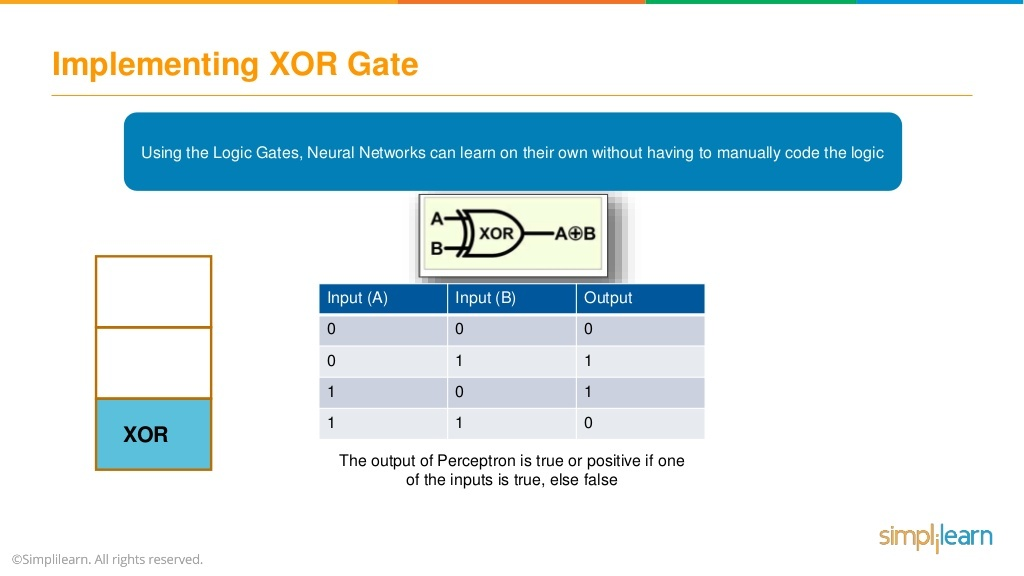 Implementing XOR Gate
Using the Logic Gates, Neural Networks can learn on their own without having to manually code the logic
A
B
XOR
A⊕B
Input (A) Input (B) Output
0 0 0
0 1 1
1 0 1
1 1 0
XOR
The output of Perceptron is true or positive if one
of the inputs is true, else false
simplilearn
©Simplilearn. All rights reserved.